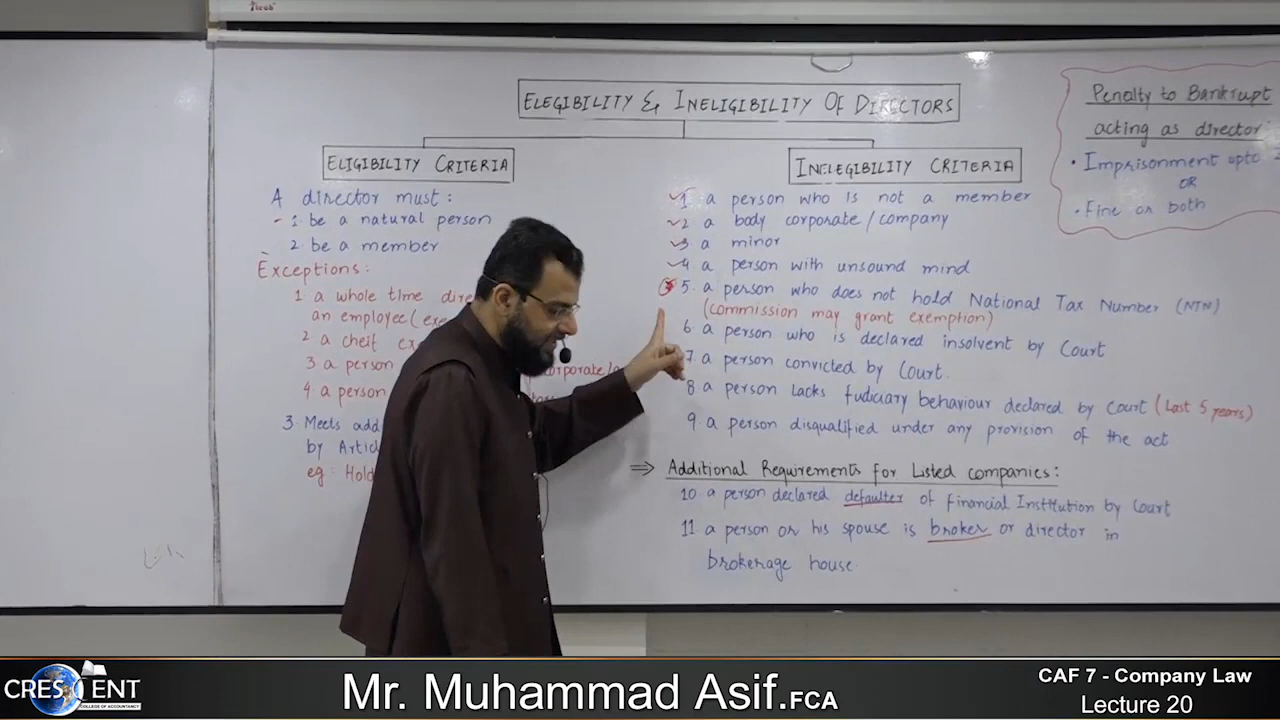 ELEGIBILITY & INELIGIBILITY OF DIRECTORS
ELIGIBILITY CRITERIA
A director must:
1. be a natural person
2. be a member
Exceptions:
1 a whole time
an employee
2 a cheif
3 a person
4 a person
3. Meets
by
eg:
INELEGIBILITY CRITERIA
1. a person who is not a member
2 a body corporate/company
3 a minor
4 a person with unsound mind
5. a person who does not hold National Tax Number (NTN)
(commission may grant exemption)
6. a person who is declared insolvent by Court
7. a person convicted by Court.
8 a person lacks fuduciary behaviour declared by Court (Last 5 years)
9. a person disqualified under any provision of the act
⇒ Additional Requirements for Listed companies:
10 a person declared defaulter of Financial Institution by Court
11 a person or his spouse is broker or director in
brokerage house.
Penalty to Bankrupt
acting as director
• Imprisonment upto
OR
• Fine or both
CRESCENT
COLLEGE OF ACCOUNTANCY
Mr. Muhammad Asif.FCA
CAF 7 - Company Law
Lecture 20